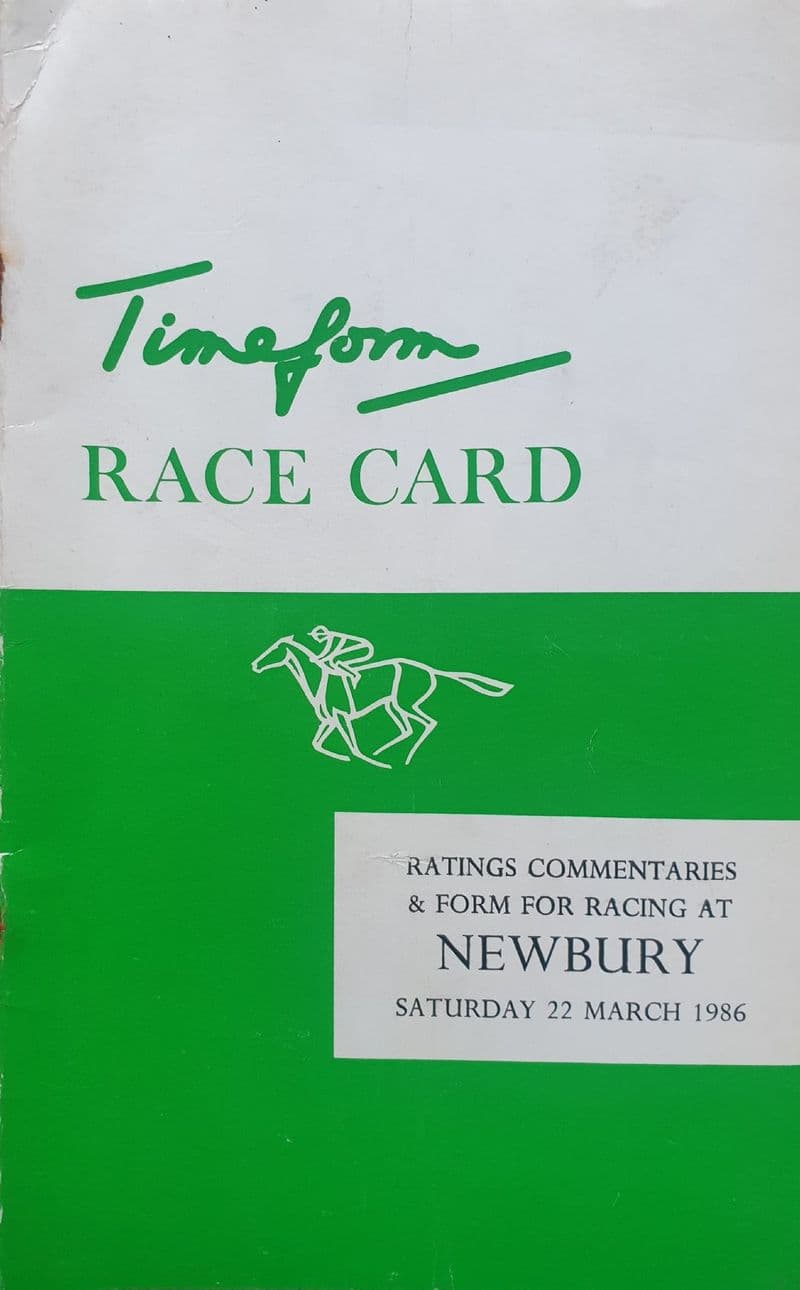 Timeform
RACE CARD
RATINGS COMMENTARIES
& FORM FOR RACING AT
NEWBURY
SATURDAY 22 MARCH 1986